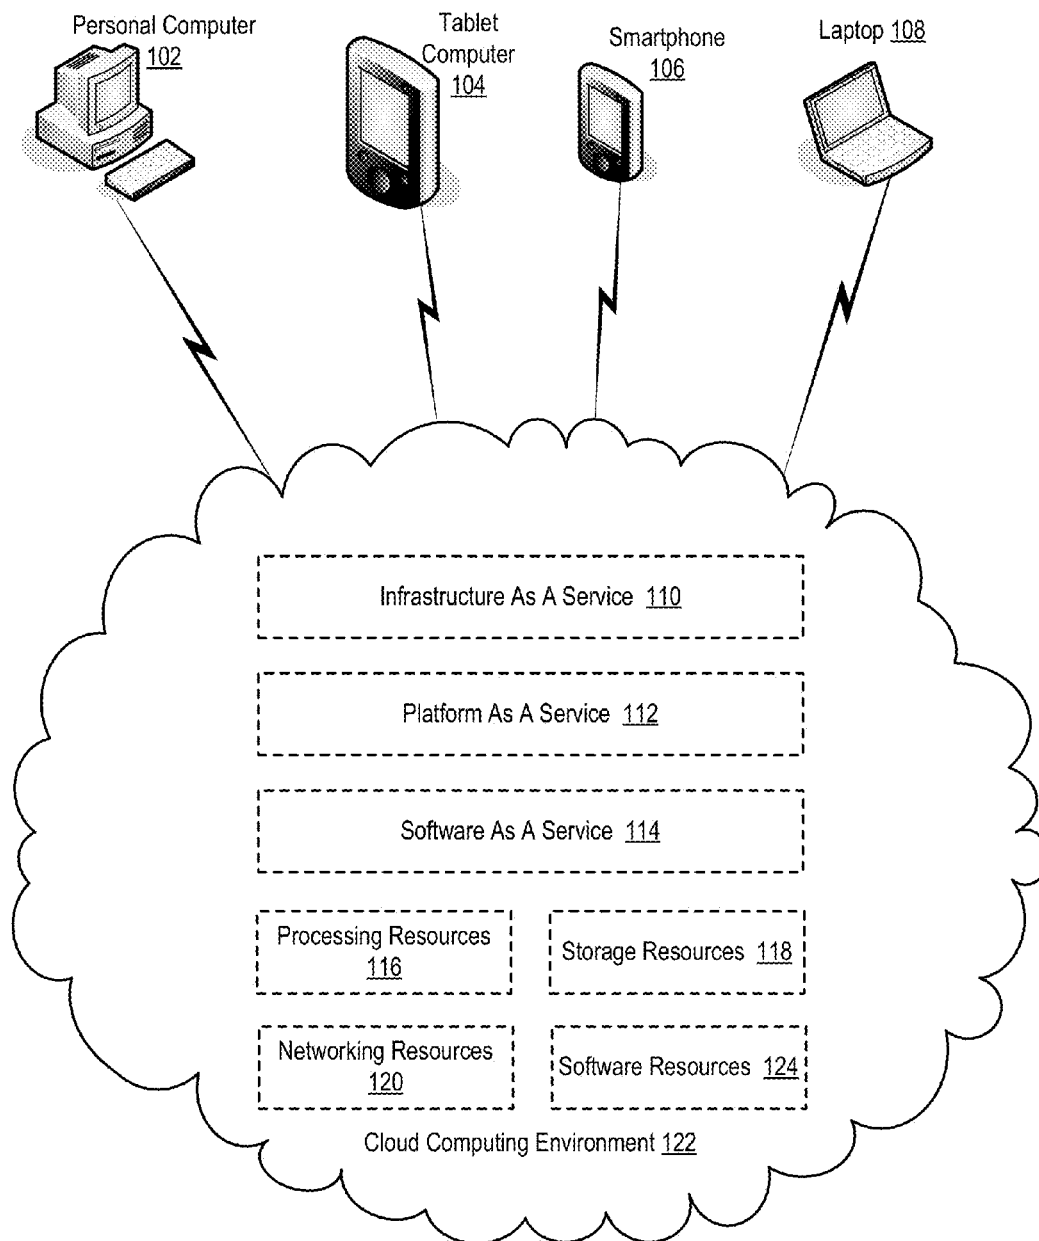 Personal Computer
102
Tablet
Computer
104
Smartphone
106
Laptop 108
Infrastructure As A Service 110
Platform As A Service 112
Software As A Service 114
Processing Resources
116
Storage Resources 118
Networking Resources
120
Software Resources 124
Cloud Computing Environment 122